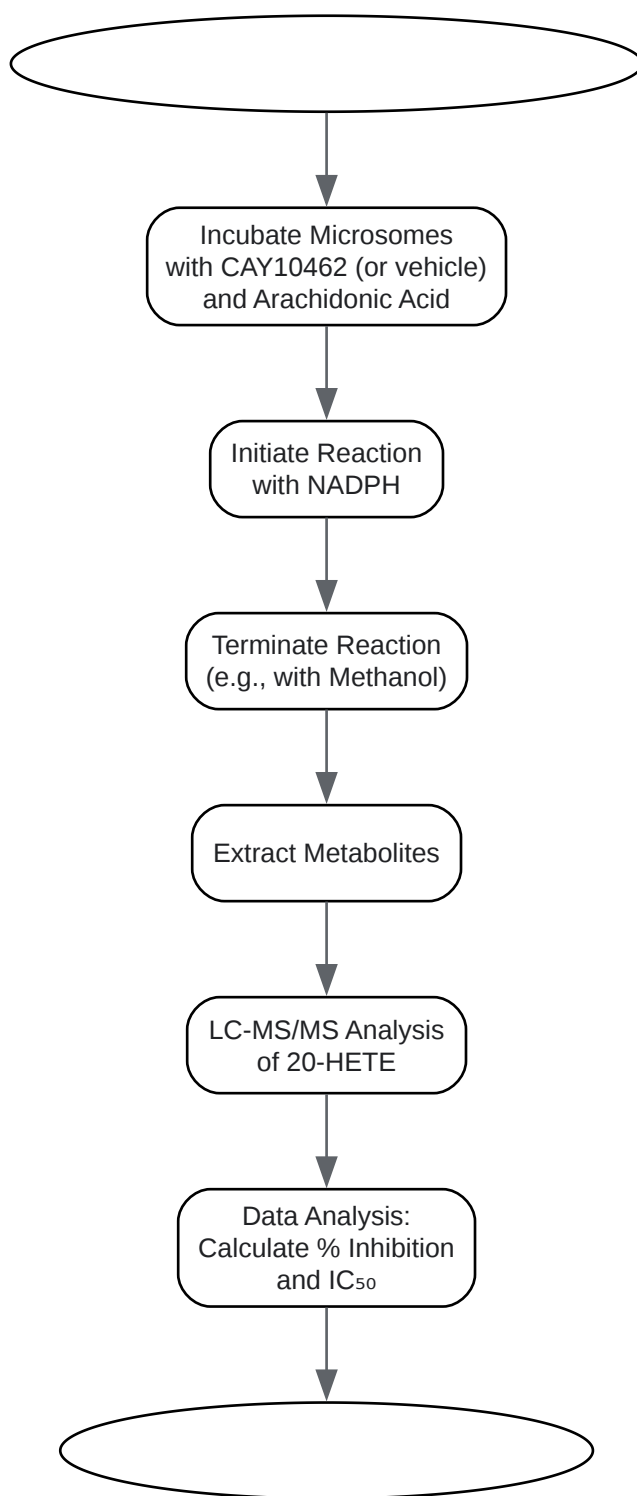 Incubate Microsomes
with CAY10462 (or vehicle)
and Arachidonic Acid
Initiate Reaction
with NADPH
Terminate Reaction
(e.g., with Methanol)
Extract Metabolites
LC-MS/MS Analysis
of 20-HETE
Data Analysis:
Calculate % Inhibition
and IC₅₀